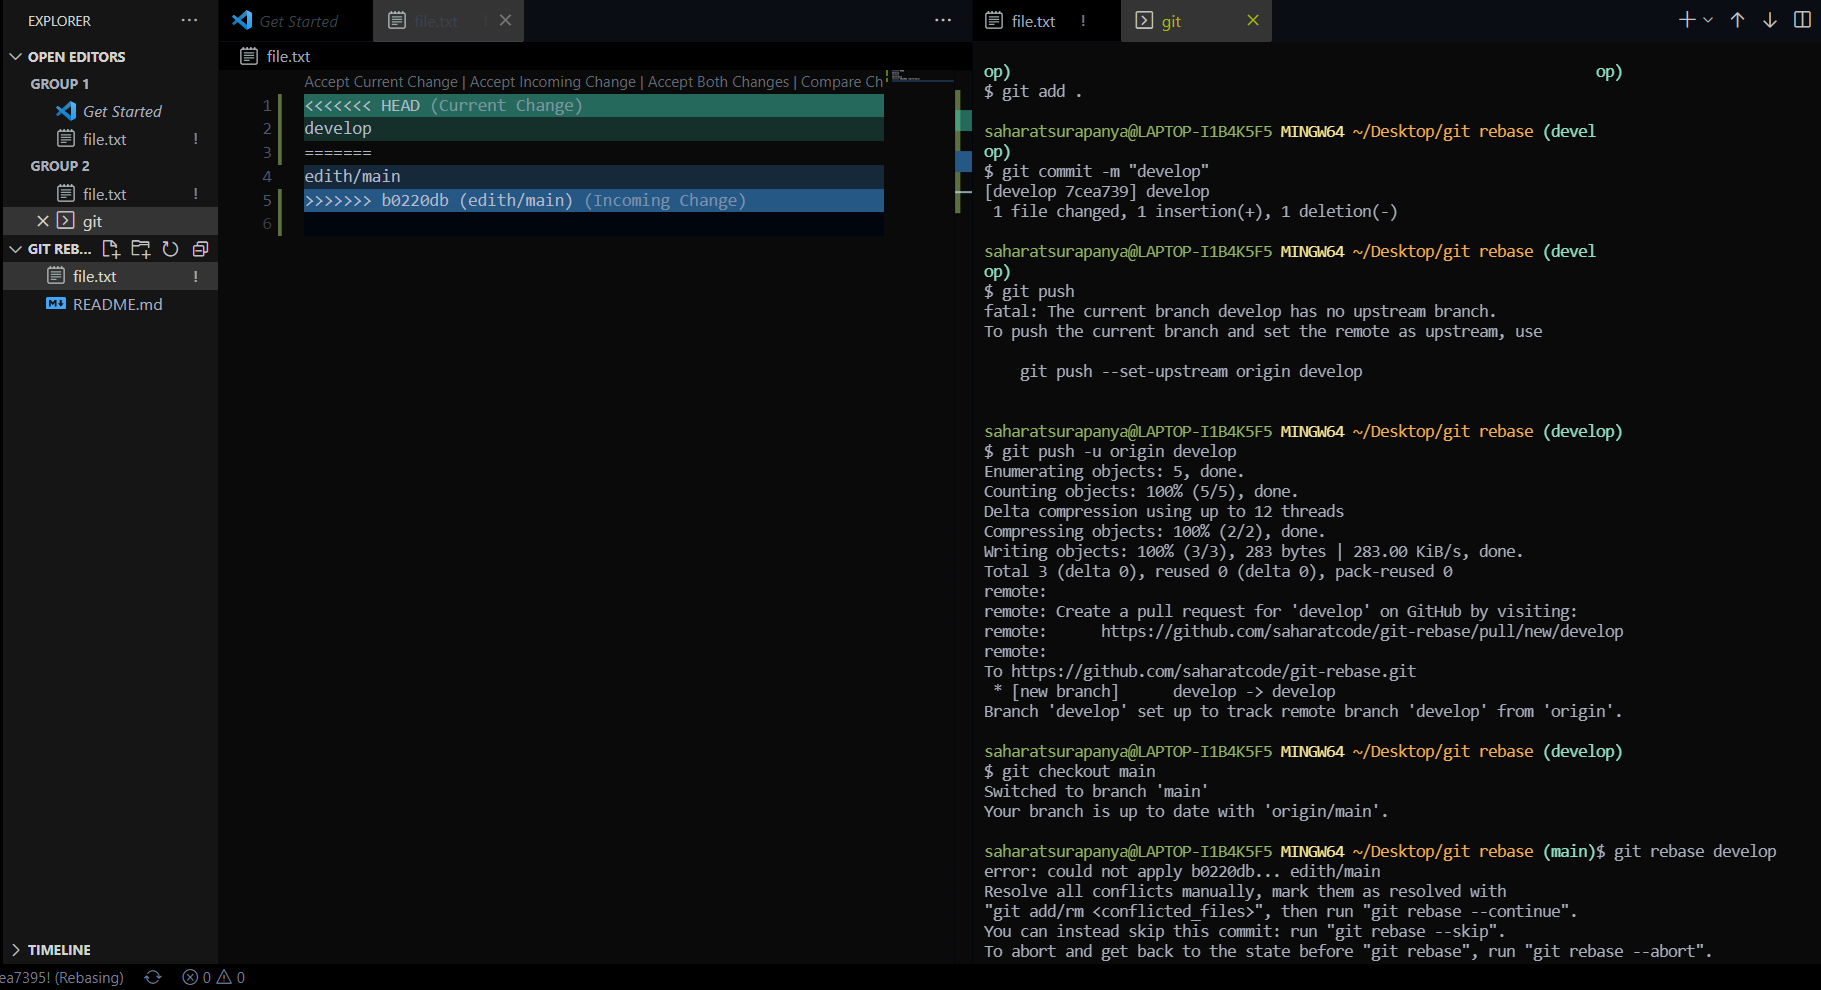 EXPLORER
OPEN EDITORS
GROUP 1
Get Started
file.txt !
GROUP 2
file.txt !
git
GIT REB...
file.txt !
README.md
TIMELINE
Get Started
file.txt !
file.txt
Accept Current Change | Accept Incoming Change | Accept Both Changes | Compare Ch
1 <<<<<<< HEAD (Current Change)
2 develop
3 =======
4 edith/main
5 >>>>>>> b0220db (edith/main) (Incoming Change)
6
file.txt !
git
op) op)
$ git add .
saharatsurapanya@LAPTOP-I1B4K5F5 MINGW64 ~/Desktop/git rebase (devel
op)
$ git commit -m "develop"
[develop 7cea739] develop
1 file changed, 1 insertion(+), 1 deletion(-)
saharatsurapanya@LAPTOP-I1B4K5F5 MINGW64 ~/Desktop/git rebase (devel
op)
$ git push
fatal: The current branch develop has no upstream branch.
To push the current branch and set the remote as upstream, use
git push --set-upstream origin develop
saharatsurapanya@LAPTOP-I1B4K5F5 MINGW64 ~/Desktop/git rebase (develop)
$ git push -u origin develop
Enumerating objects: 5, done.
Counting objects: 100% (5/5), done.
Delta compression using up to 12 threads
Compressing objects: 100% (2/2), done.
Writing objects: 100% (3/3), 283 bytes | 283.00 KiB/s, done.
Total 3 (delta 0), reused 0 (delta 0), pack-reused 0
remote:
remote: Create a pull request for 'develop' on GitHub by visiting:
remote: https://github.com/saharatcode/git-rebase/pull/new/develop
remote:
To https://github.com/saharatcode/git-rebase.git
* [new branch] develop -> develop
Branch 'develop' set up to track remote branch 'develop' from 'origin'.
saharatsurapanya@LAPTOP-I1B4K5F5 MINGW64 ~/Desktop/git rebase (develop)
$ git checkout main
Switched to branch 'main'
Your branch is up to date with 'origin/main'.
saharatsurapanya@LAPTOP-I1B4K5F5 MINGW64 ~/Desktop/git rebase (main)$ git rebase develop
error: could not apply b0220db... edith/main
Resolve all conflicts manually, mark them as resolved with
"git add/rm <conflicted_files>", then run "git rebase --continue".
You can instead skip this commit: run "git rebase --skip".
To abort and get back to the state before "git rebase", run "git rebase --abort".
ea7395! (Rebasing) 0 0